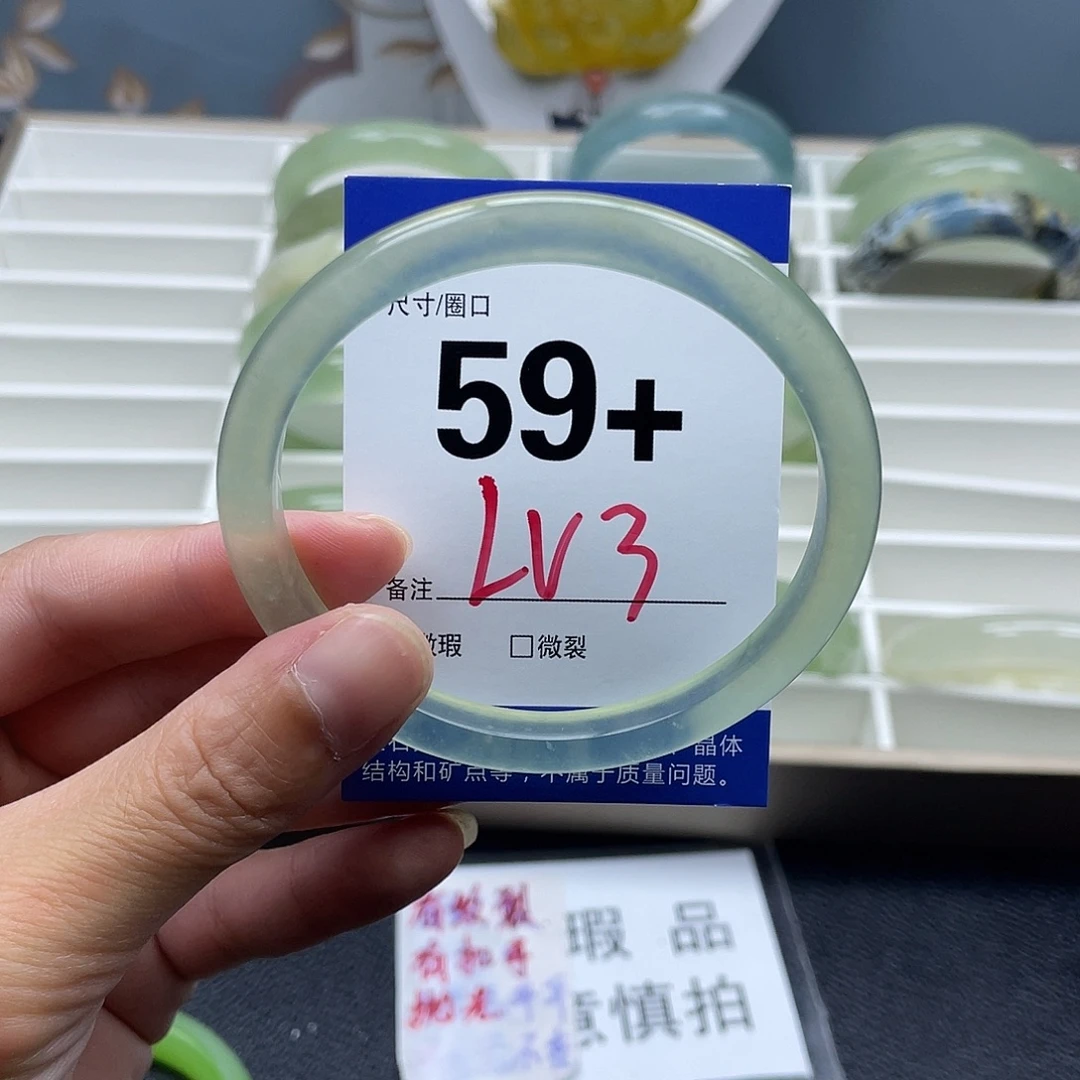 尺寸/圈口
59+
LV3
备注
瑕 □微裂
晶体
结构和矿点等，不属于质量问题。
有纹裂
有扣手
抛光
瑕品
慎拍